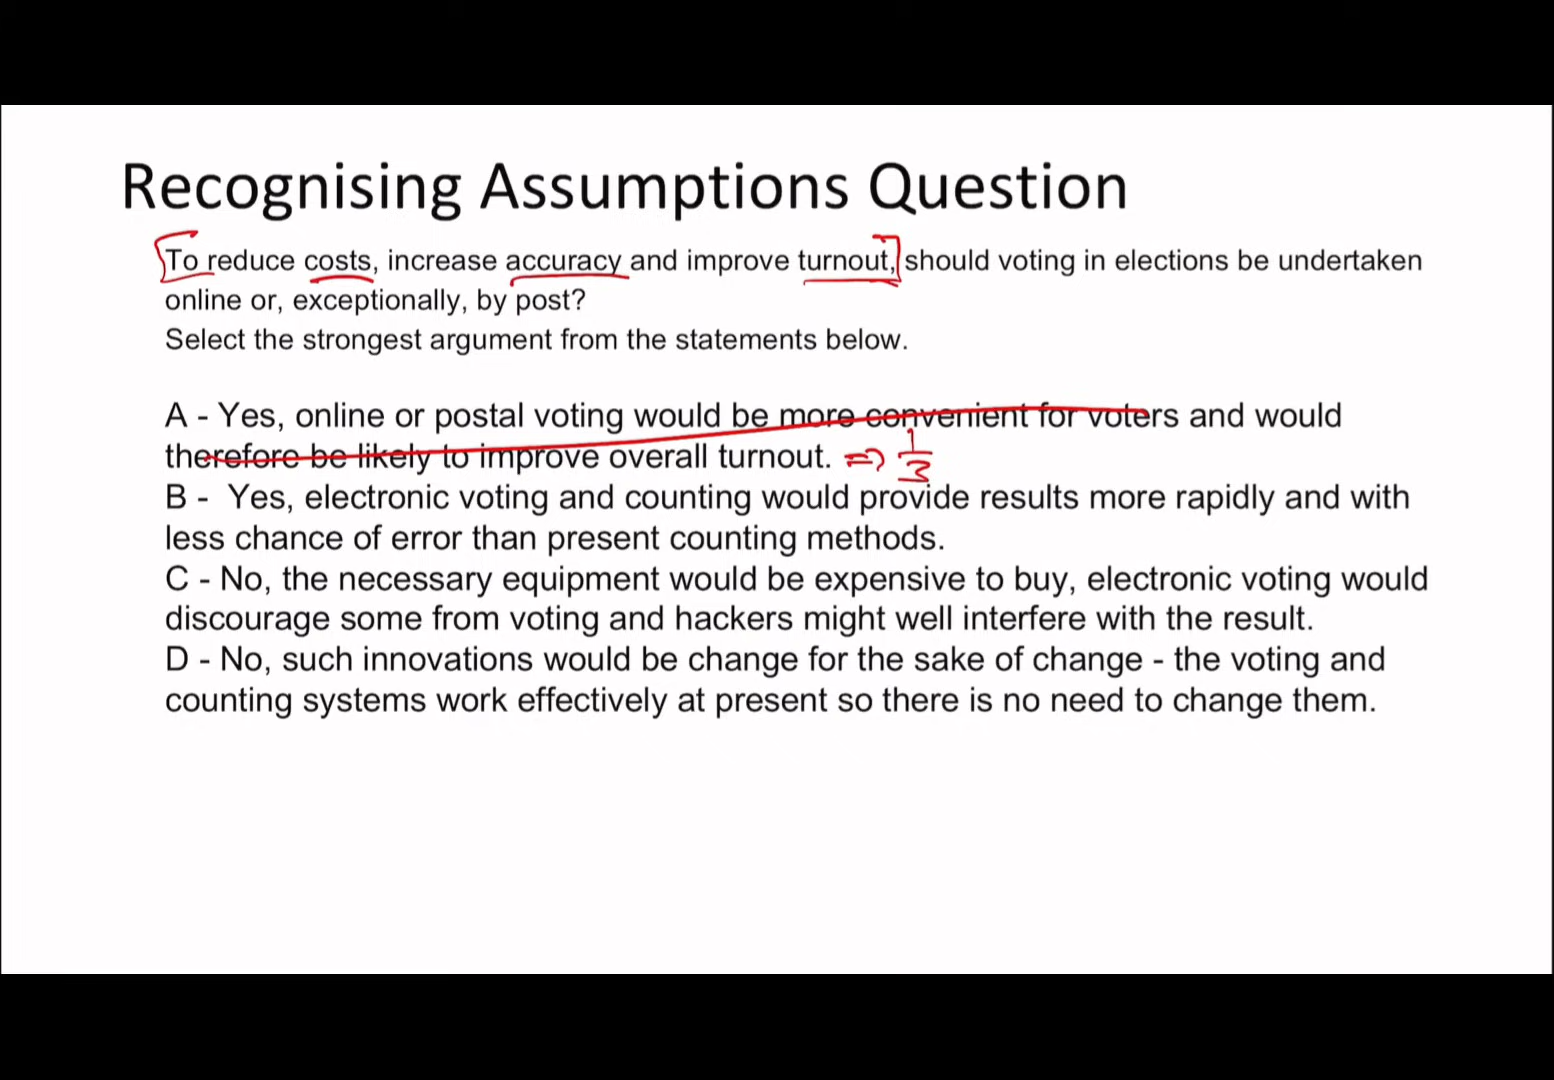 Recognising Assumptions Question
To reduce costs, increase accuracy and improve turnout, should voting in elections be undertaken
online or, exceptionally, by post?
Select the strongest argument from the statements below.
A - Yes, online or postal voting would be more convenient for voters and would
therefore be likely to improve overall turnout. => 1/3
B - Yes, electronic voting and counting would provide results more rapidly and with
less chance of error than present counting methods.
C - No, the necessary equipment would be expensive to buy, electronic voting would
discourage some from voting and hackers might well interfere with the result.
D - No, such innovations would be change for the sake of change - the voting and
counting systems work effectively at present so there is no need to change them.